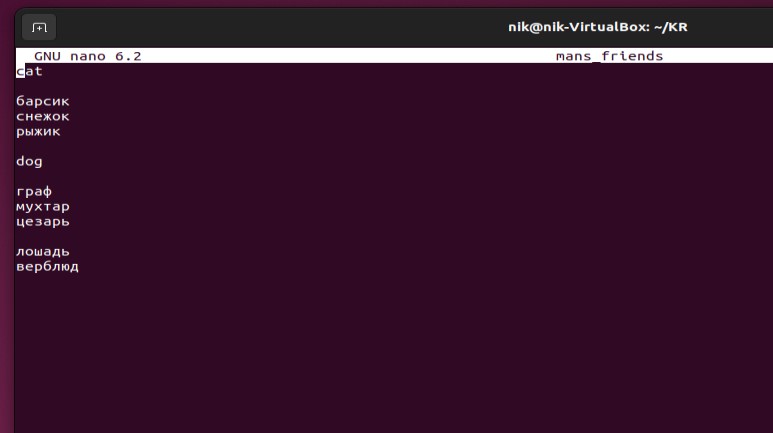 nik@nik-VirtualBox: ~/KR
GNU nano 6.2 mans_friends
cat
барсик
снежок
рыжик
dog
граф
мухтар
цезарь
лошадь
верблюд